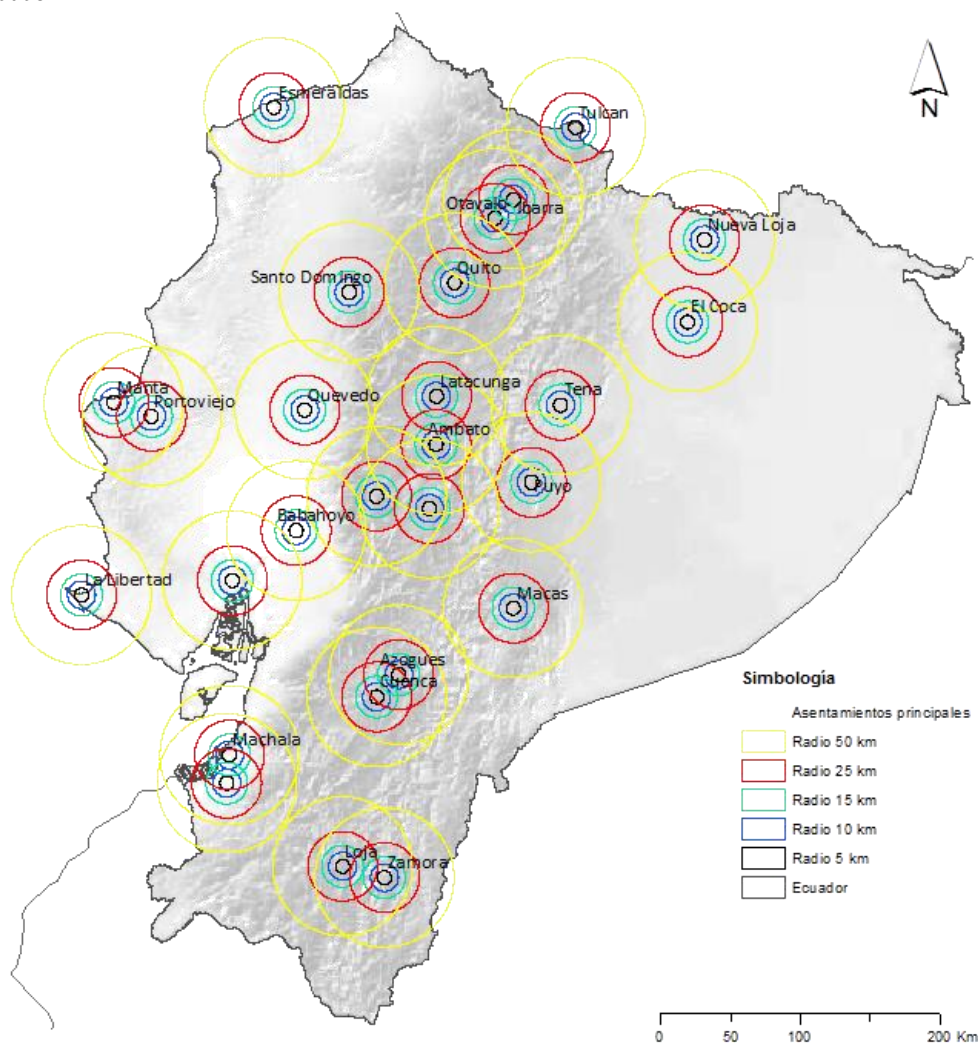 Esmeraldas
Tulcan
N
Otavalo
Ibarra
Nueva Loja
Quito
Santo Domingo
El Coca
Manta
Portoviejo
Quevedo
Latacunga
Tena
Ambato
Puyo
Babahoyo
La Libertad
Macas
Azogues
Cuenca
Machala
Loja
Zamora
Simbología
Asentamientos principales
Radio 50 km
Radio 25 km
Radio 15 km
Radio 10 km
Radio 5 km
Ecuador
0 50 100 200 Km